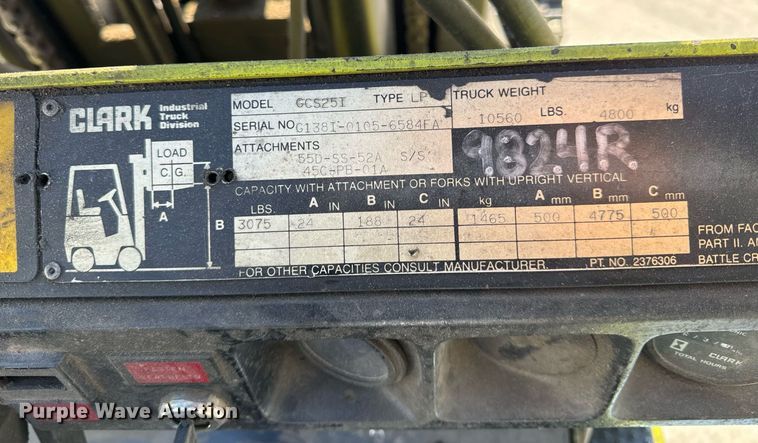 CLARK Industrial Truck Division
MODEL GCS25I TYPE LP
TRUCK WEIGHT
10560 LBS. 4800 kg
SERIAL NO G138I-0105-6584FA
ATTACHMENTS
55D-SS-52A S/S
45C-PB-01A
9824R
LOAD
C. G.
A
B
CAPACITY WITH ATTACHMENT OR FORKS WITH UPRIGHT VERTICAL
LBS. A IN B IN C IN kg A mm B mm C mm
3075 24 188 24 1465 500 4775 500
FOR OTHER CAPACITIES CONSULT MANUFACTURER. PT. NO. 2376306
FROM FAC
PART II. AN
BATTLE CR
CLARK
TOTAL HOURS
Purple Wave Auction